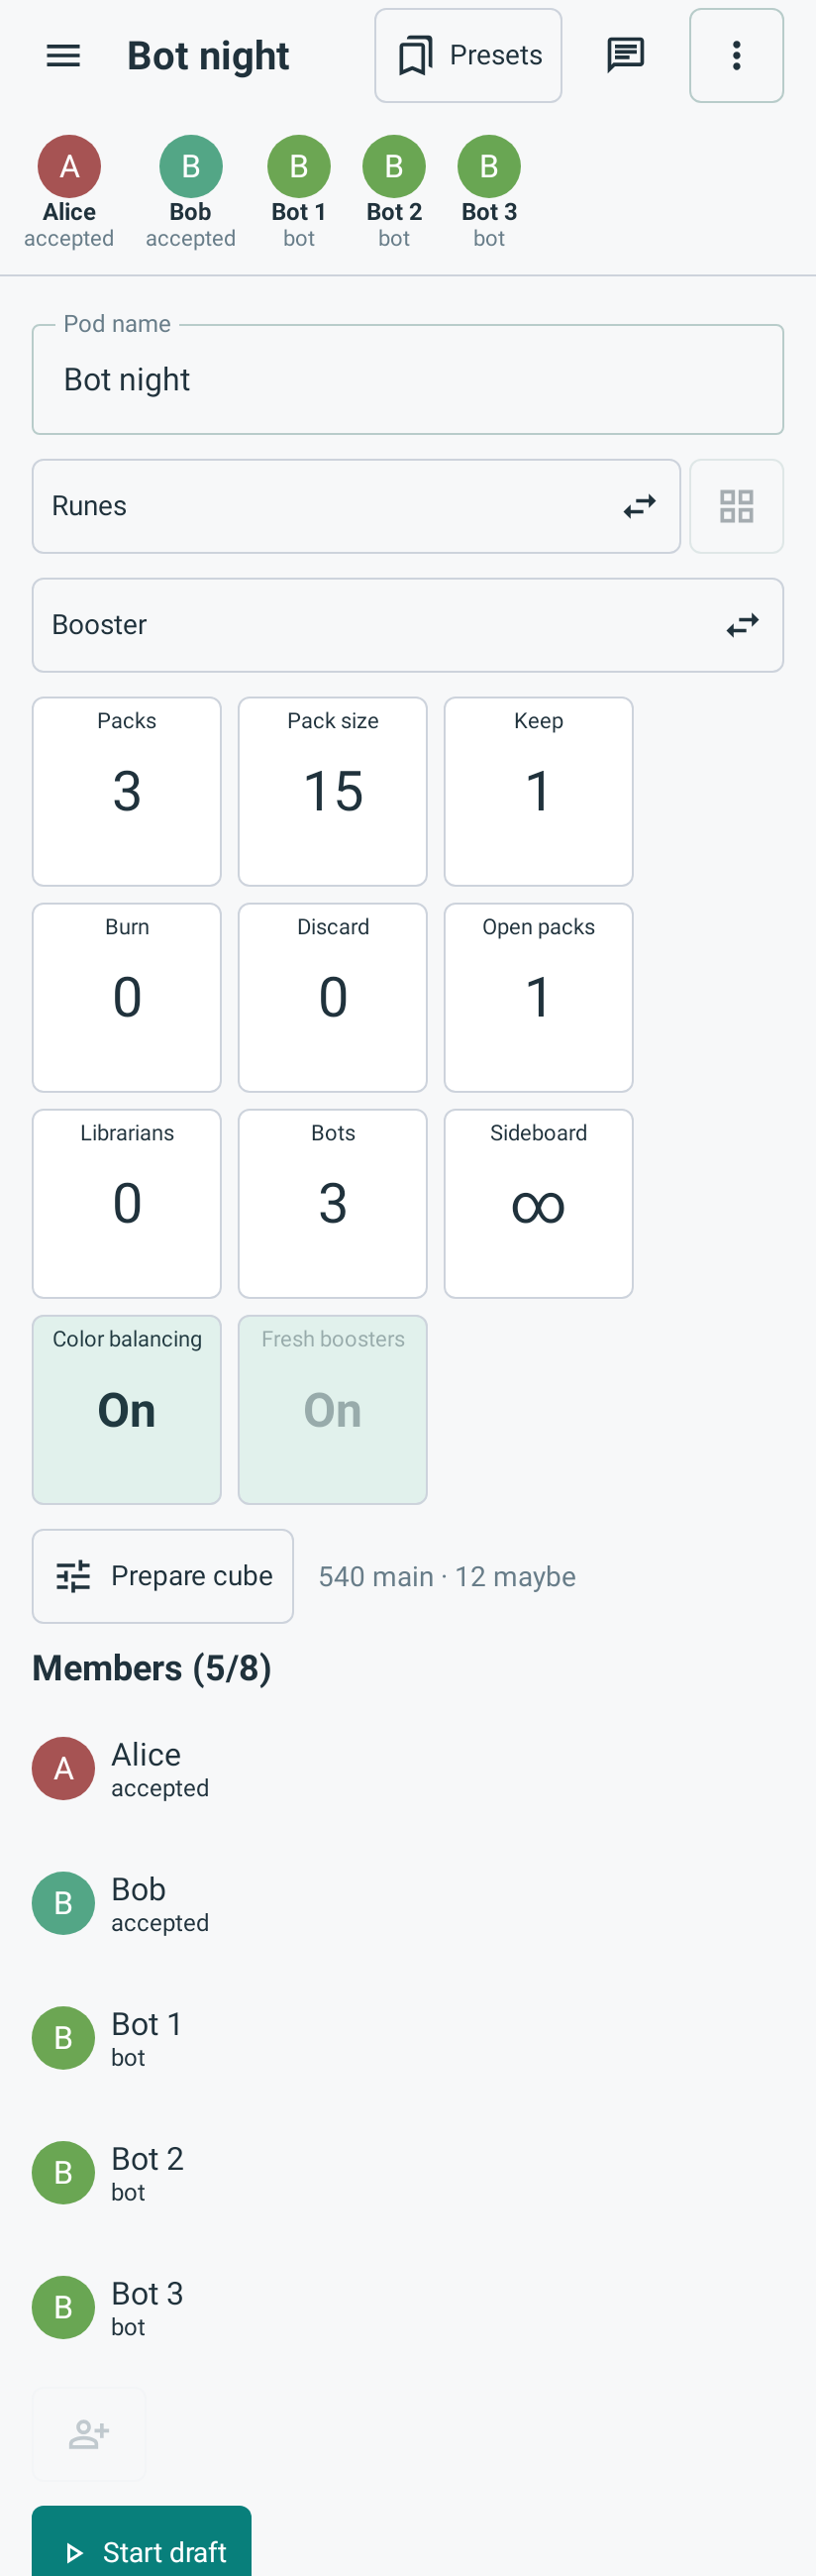 Bot night
Presets
A B B B B
Alice Bob Bot 1 Bot 2 Bot 3
accepted accepted bot bot bot
Pod name
Bot night
Runes
Booster
Packs Pack size Keep
3 15 1
Burn Discard Open packs
0 0 1
Librarians Bots Sideboard
0 3 ∞
Color balancing Fresh boosters
On On
Prepare cube 540 main · 12 maybe
Members (5/8)
A Alice
accepted
B Bob
accepted
B Bot 1
bot
B Bot 2
bot
B Bot 3
bot
Start draft